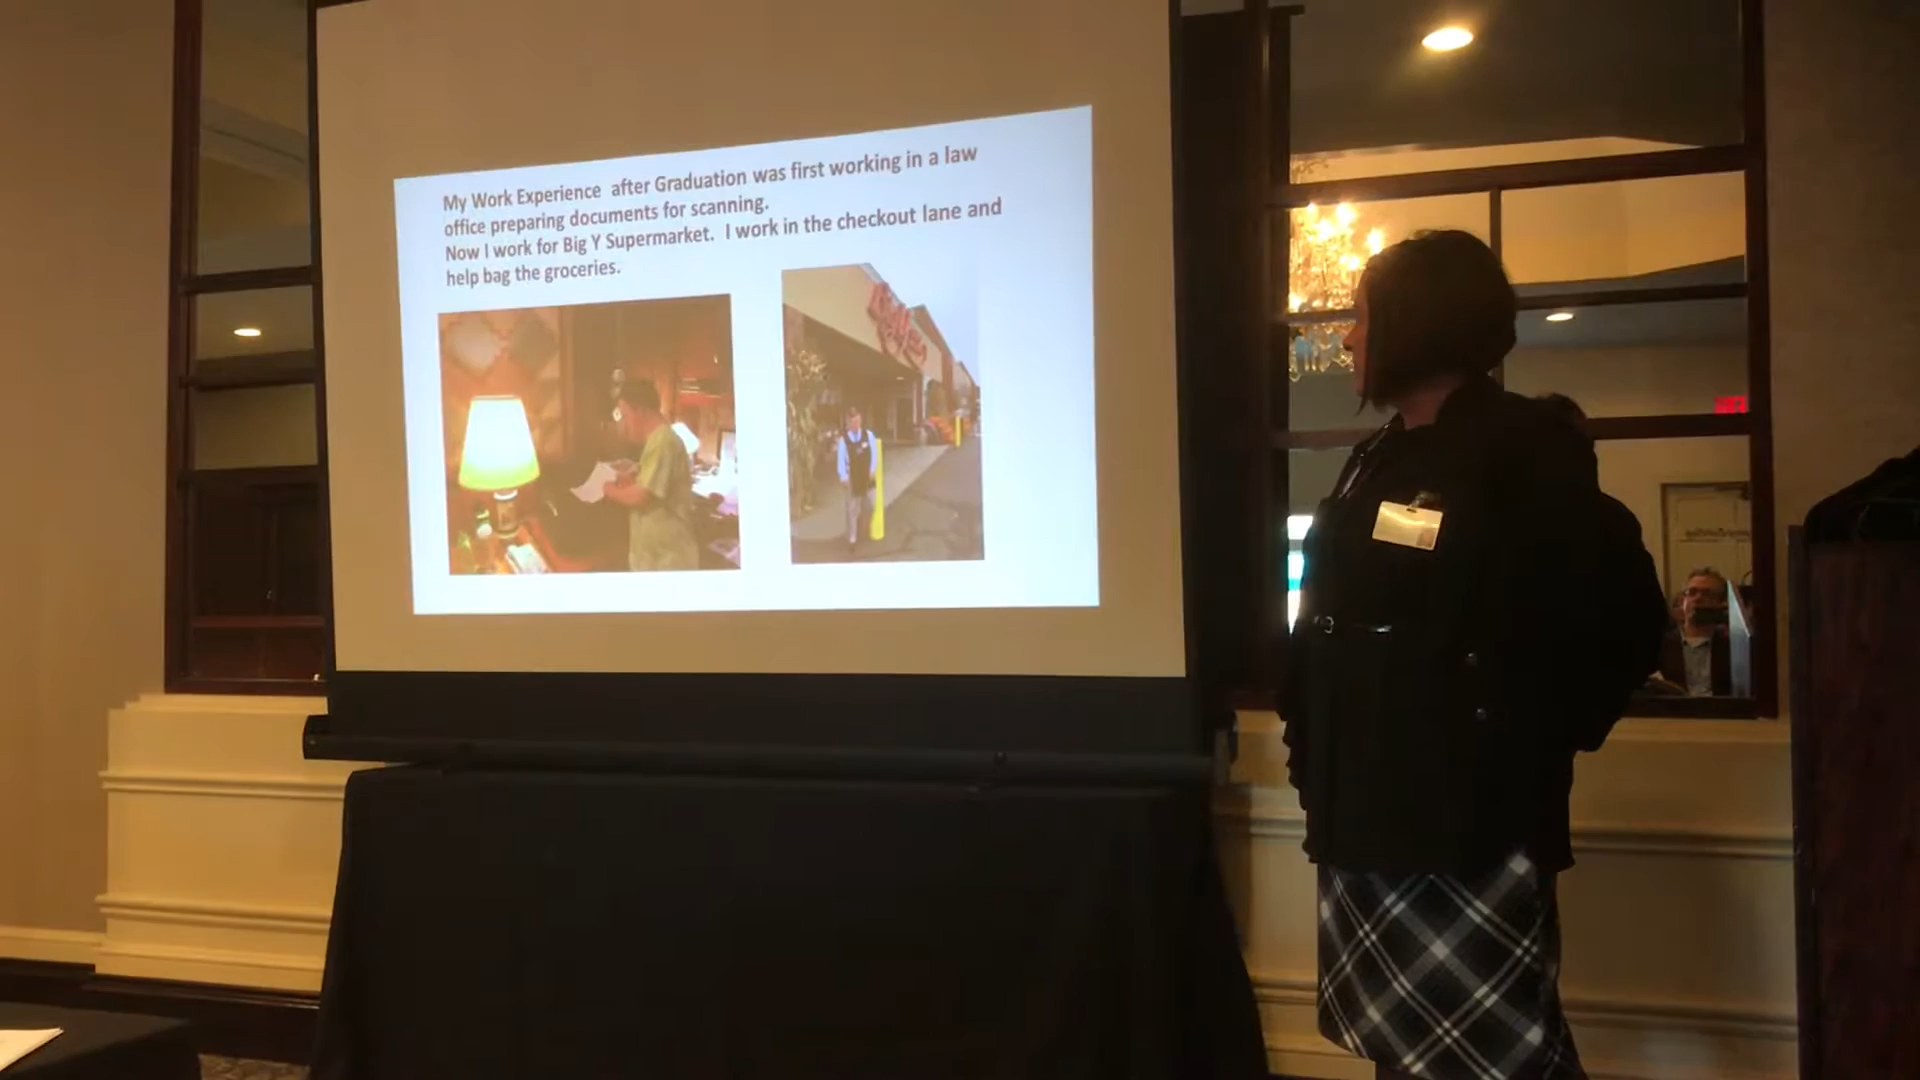 My Work Experience  after Graduation was first working in a law
office preparing documents for scanning.
Now I work for Big Y Supermarket.  I work in the checkout lane and
help bag the groceries.